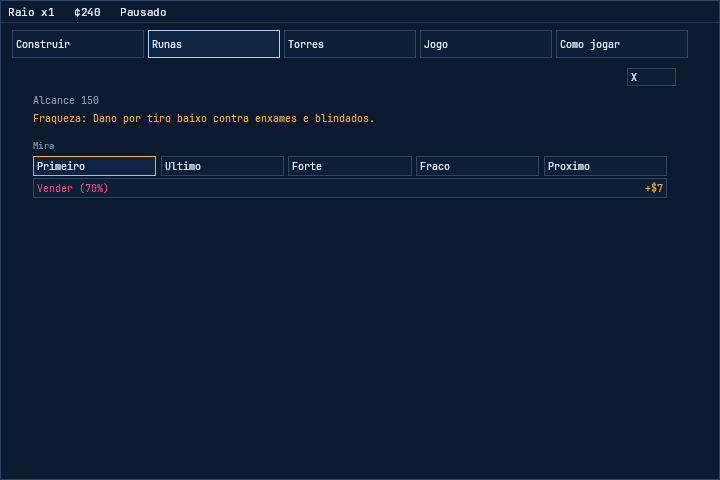 Raio x1 ¢240 Pausado
Construir Runas Torres Jogo Como jogar
X
Alcance 150
Fraqueza: Dano por tiro baixo contra enxames e blindados.
Mira
Primeiro Ultimo Forte Fraco Proximo
Vender (70%) +$7